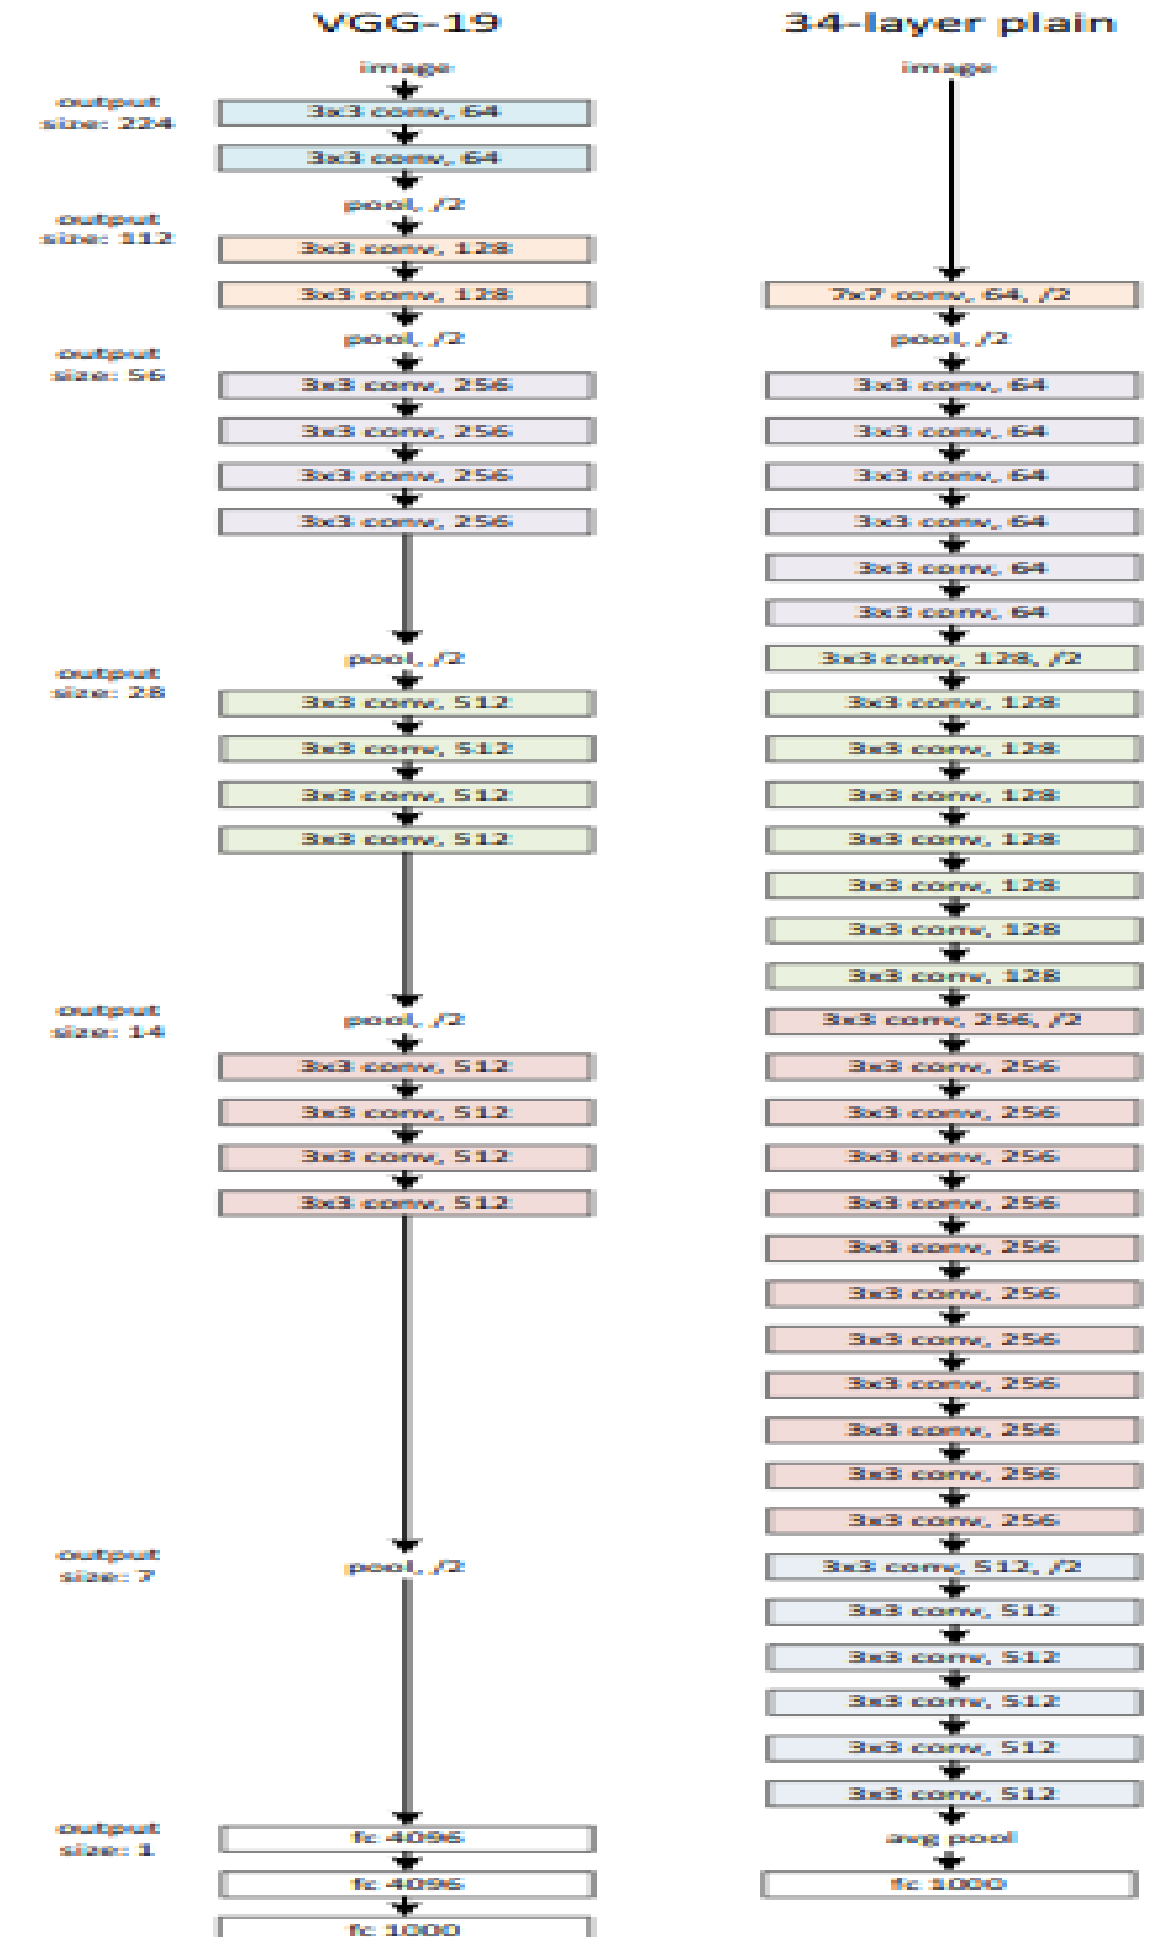 VGG-19
image
output
size: 224
3x3 conv, 64
3x3 conv, 64
pool, /2
output
size: 112
3x3 conv, 128
3x3 conv, 128
pool, /2
output
size: 56
3x3 conv, 256
3x3 conv, 256
3x3 conv, 256
3x3 conv, 256
pool, /2
output
size: 28
3x3 conv, 512
3x3 conv, 512
3x3 conv, 512
3x3 conv, 512
output
size: 14
pool, /2
3x3 conv, 512
3x3 conv, 512
3x3 conv, 512
3x3 conv, 512
output
size: 7
pool, /2
output
size: 1
fc 4096
fc 4096
fc 1000
34-layer plain
image
7x7 conv, 64, /2
pool, /2
3x3 conv, 64
3x3 conv, 64
3x3 conv, 64
3x3 conv, 64
3x3 conv, 64
3x3 conv, 64
3x3 conv, 128, /2
3x3 conv, 128
3x3 conv, 128
3x3 conv, 128
3x3 conv, 128
3x3 conv, 128
3x3 conv, 128
3x3 conv, 128
3x3 conv, 256, /2
3x3 conv, 256
3x3 conv, 256
3x3 conv, 256
3x3 conv, 256
3x3 conv, 256
3x3 conv, 256
3x3 conv, 256
3x3 conv, 256
3x3 conv, 256
3x3 conv, 256
3x3 conv, 256
3x3 conv, 512, /2
3x3 conv, 512
3x3 conv, 512
3x3 conv, 512
3x3 conv, 512
3x3 conv, 512
avg pool
fc 1000